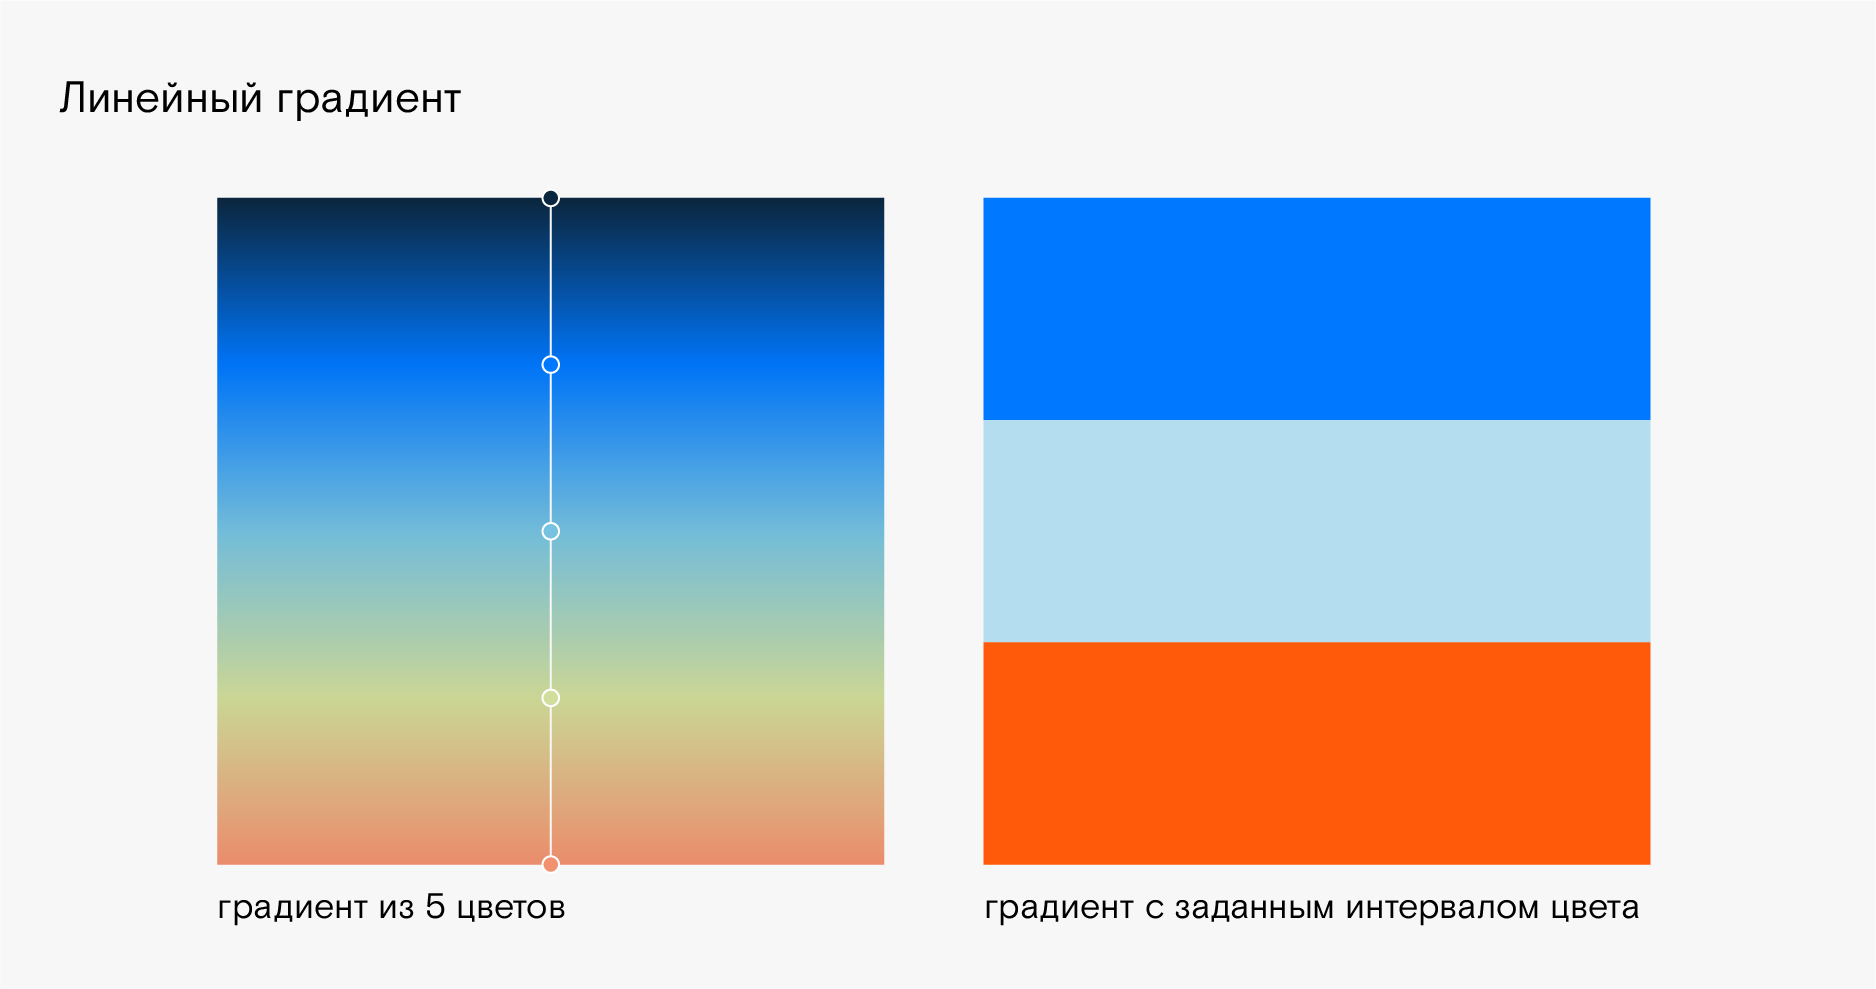 Линейный градиент
градиент из 5 цветов
градиент с заданным интервалом цвета